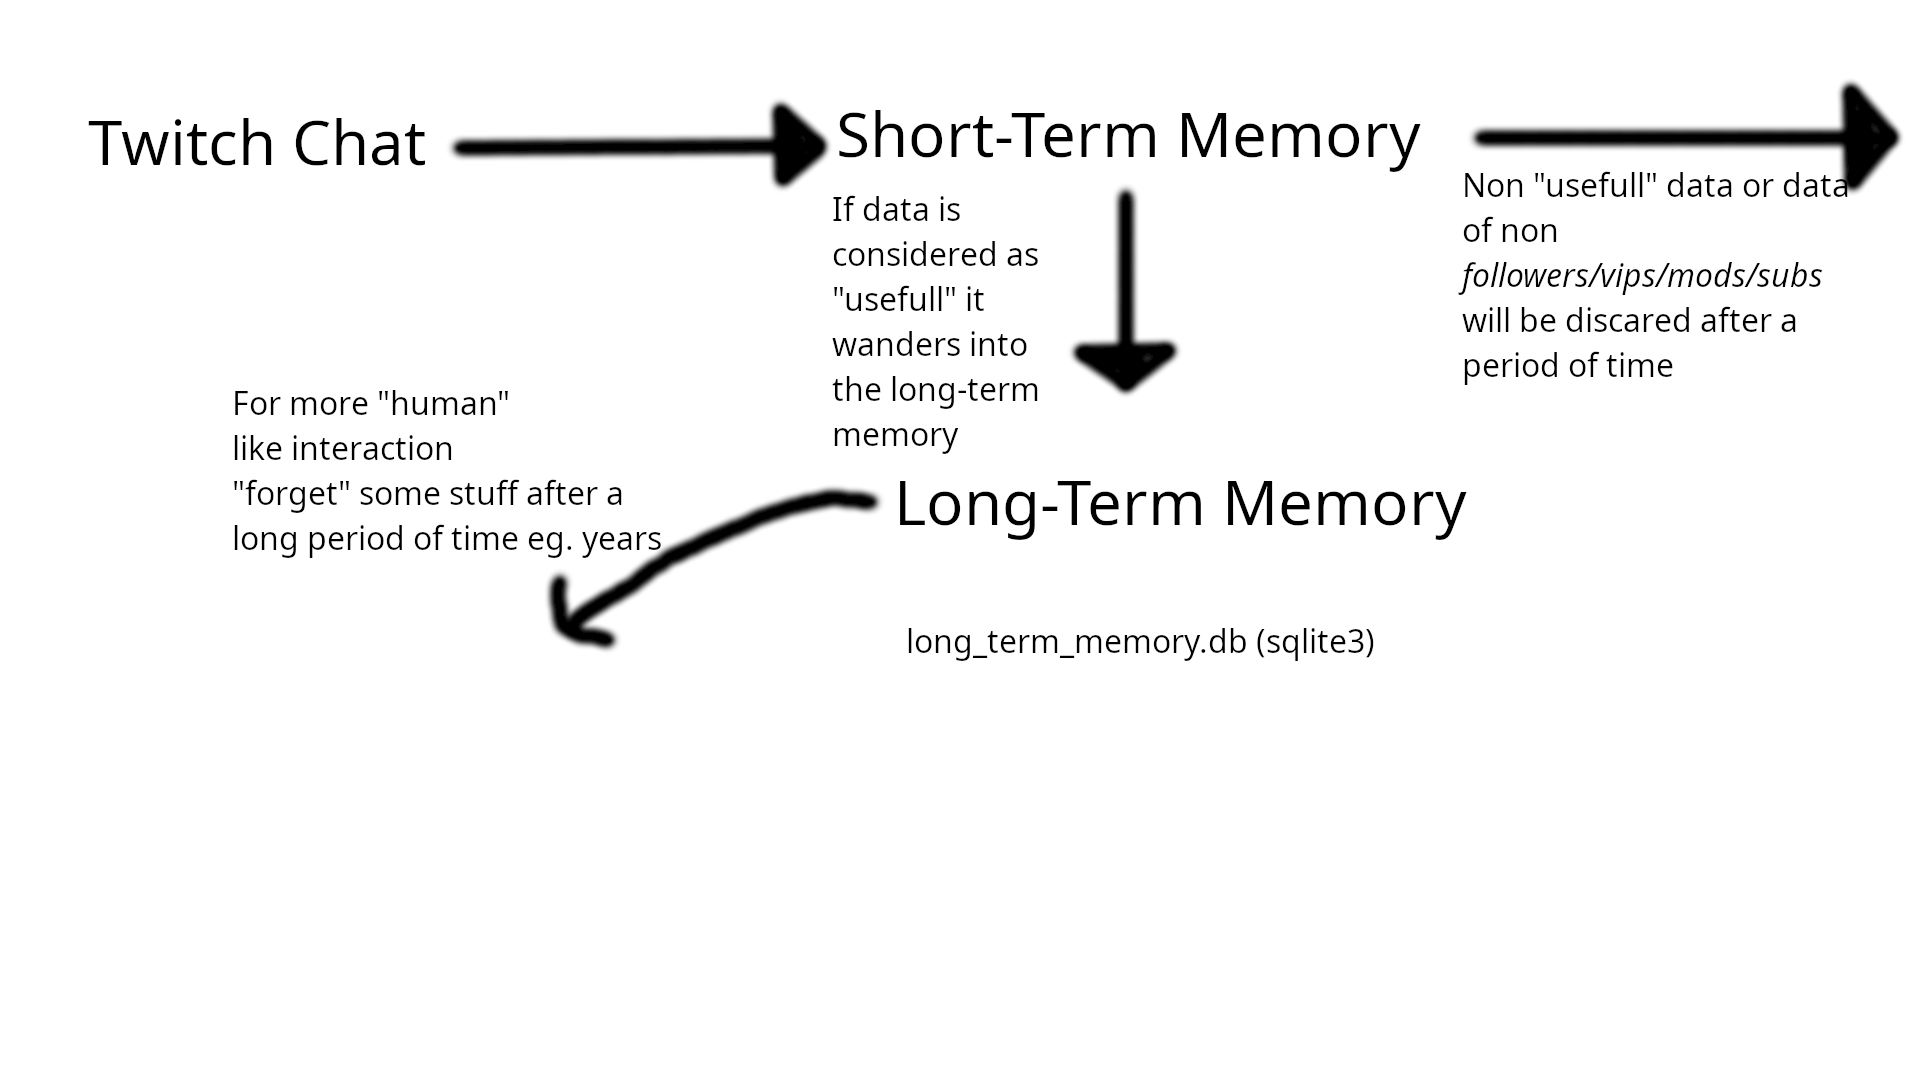 Twitch Chat
Short-Term Memory
If data is
considered as
"usefull" it
wanders into
the long-term
memory
Non "usefull" data or data
of non
followers/vips/mods/subs
will be discared after a
period of time
For more "human"
like interaction
"forget" some stuff after a
long period of time eg. years
Long-Term Memory
long_term_memory.db (sqlite3)